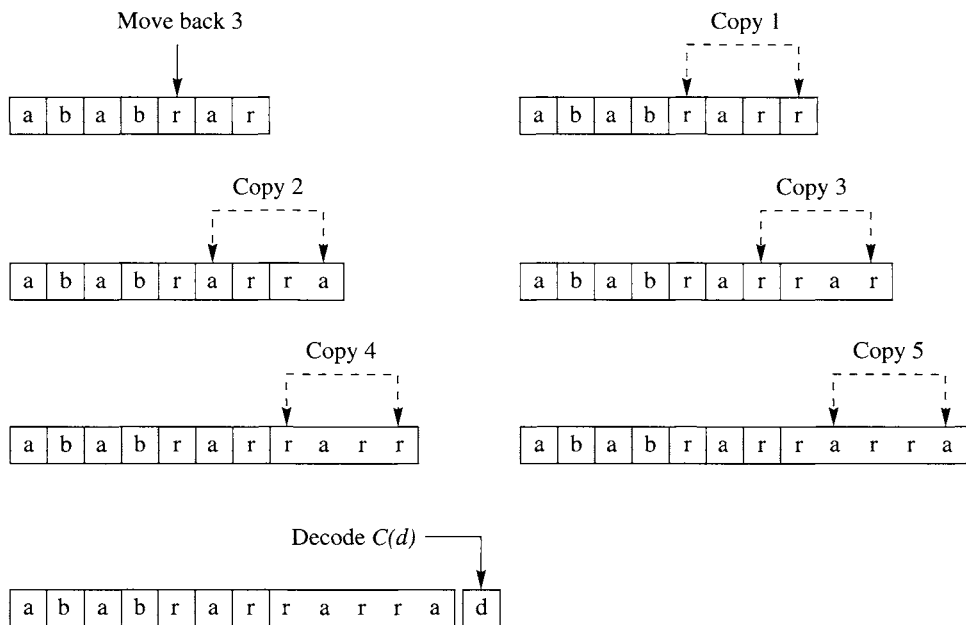 Move back 3
a b a b r a r
Copy 1
a b a b r a r r
Copy 2
a b a b r a r r a
Copy 3
a b a b r a r r a r
Copy 4
a b a b r a r r a r r
Copy 5
a b a b r a r r a r r a
Decode C(d)
a b a b r a r r a r r a d